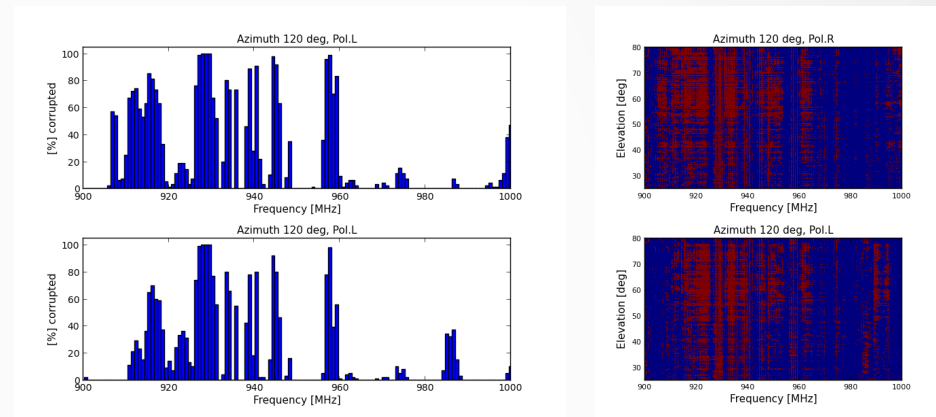 Azimuth 120 deg, Pol.L
100
80
60
40
20
0
[%] corrupted
900 920 940 960 980 1000
Frequency [MHz]
Azimuth 120 deg, Pol.L
100
80
60
40
20
0
[%] corrupted
900 920 940 960 980 1000
Frequency [MHz]
Azimuth 120 deg, Pol.R
80
70
60
50
40
30
Elevation [deg]
900 920 940 960 980 1000
Frequency [MHz]
Azimuth 120 deg, Pol.L
80
70
60
50
40
30
Elevation [deg]
900 920 940 960 980 1000
Frequency [MHz]